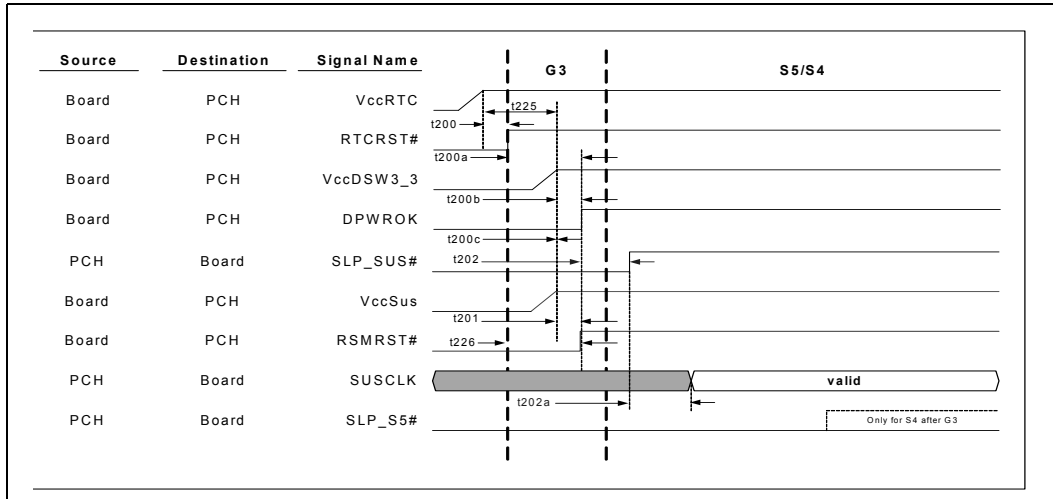 Source Destination Signal Name G3 S5/S4
Board PCH VccRTC
t225
t200
Board PCH RTCRST#
t200a
Board PCH VccDSW3_3
t200b
Board PCH DPWROK
t200c
PCH Board SLP_SUS#
t202
Board PCH VccSus
t201
Board PCH RSMRST#
t226
PCH Board SUSCLK valid
t202a
PCH Board SLP_S5# Only for S4 after G3